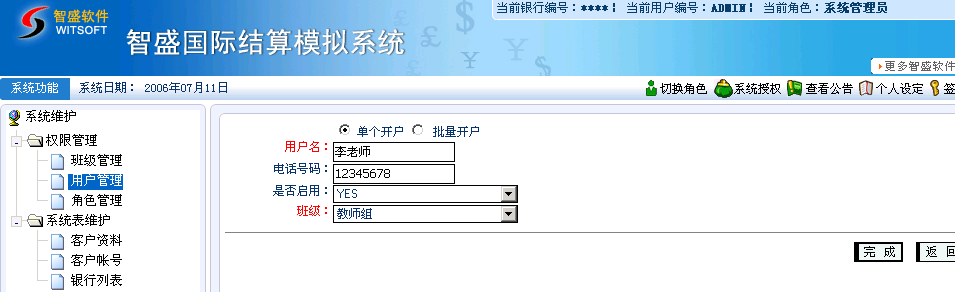 当前银行编号：****┆ 当前用户编号：ADMIN┆ 当前角色：系统管理员
智盛软件
WITSOFT
智盛国际结算模拟系统
更多智盛软件
系统功能 系统日期： 2006年07月11日
切换角色 系统授权 查看公告 个人设定 签
系统维护
权限管理
班级管理
用户管理
角色管理
系统表维护
客户资料
客户帐号
银行列表
单个开户 批量开户
用户名： 李老师
电话号码： 12345678
是否启用： YES
班级： 教师组
完 成 返 回